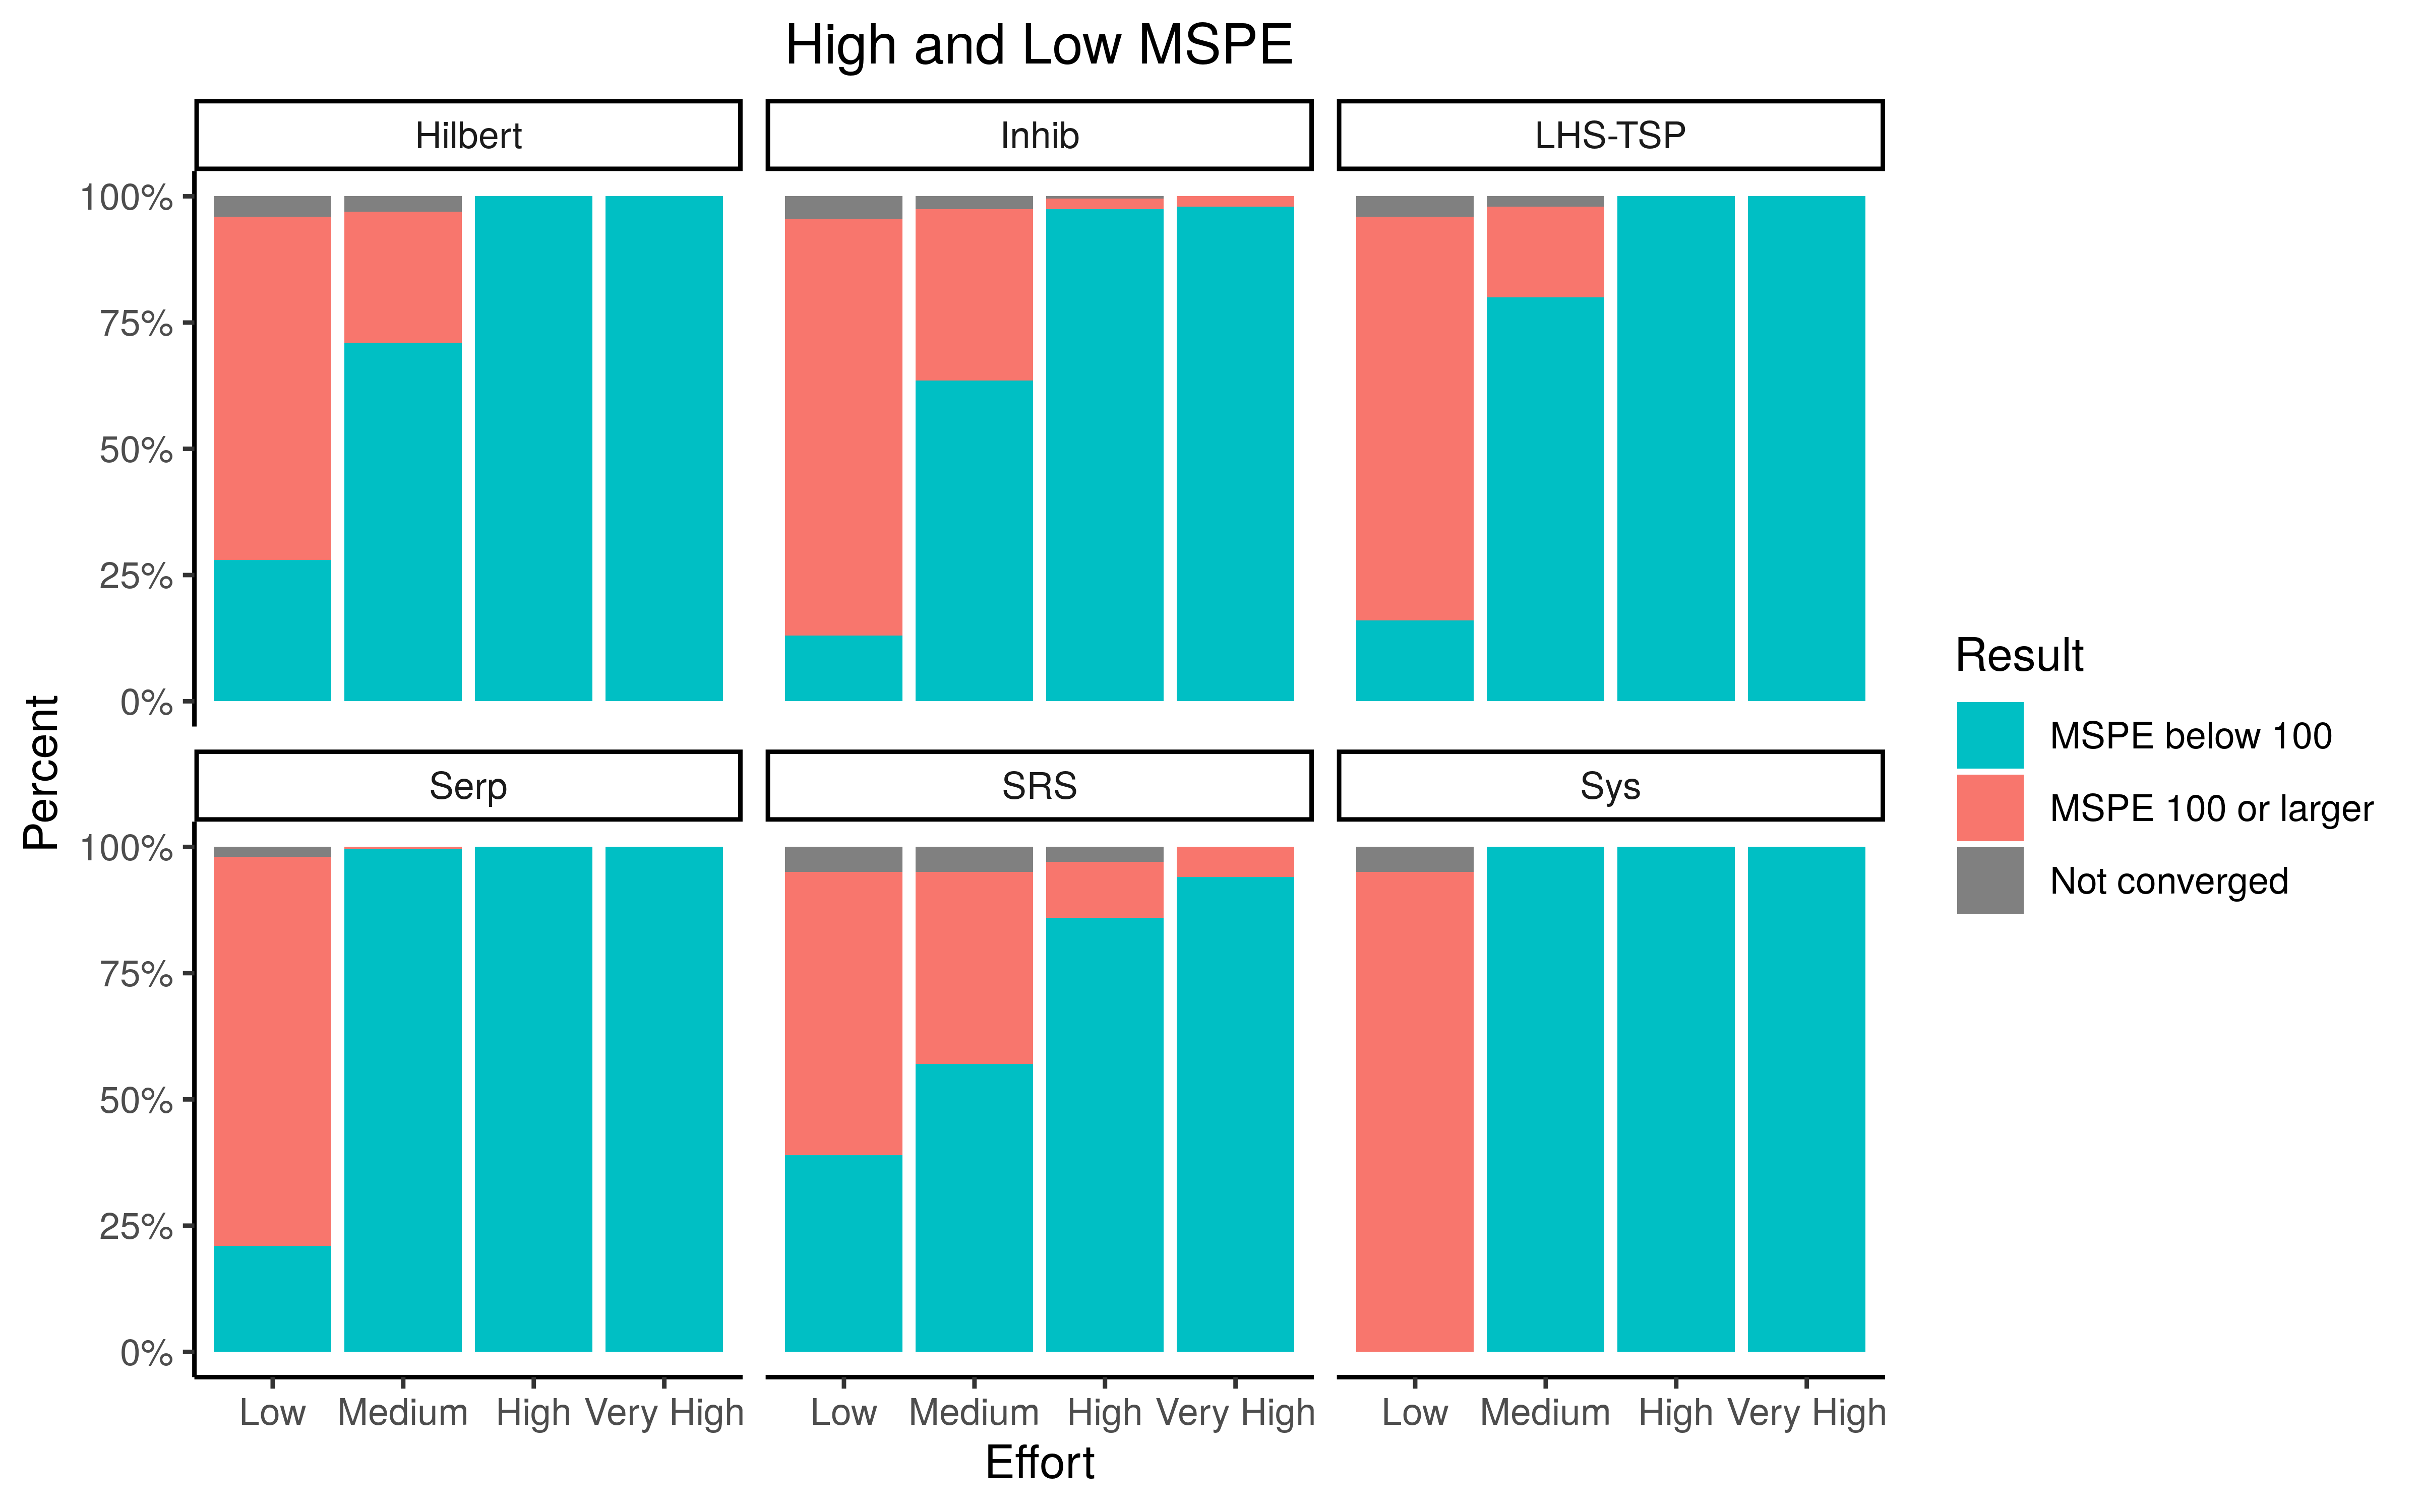 High and Low MSPE
Hilbert
Inhib
LHS-TSP
100%
75%
50%
25%
0%
Serp
SRS
Sys
100%
75%
50%
25%
0%
Low Medium High Very High
Low Medium High Very High
Low Medium High Very High
Effort
Percent
Result
MSPE below 100
MSPE 100 or larger
Not converged